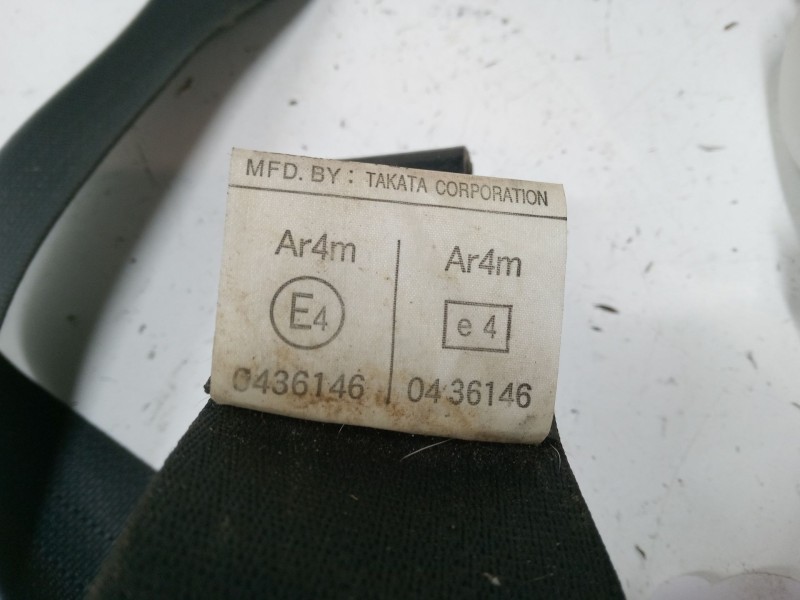 MFD. BY : TAKATA CORPORATION
Ar4m Ar4m
E4 e 4
0436146 0436146